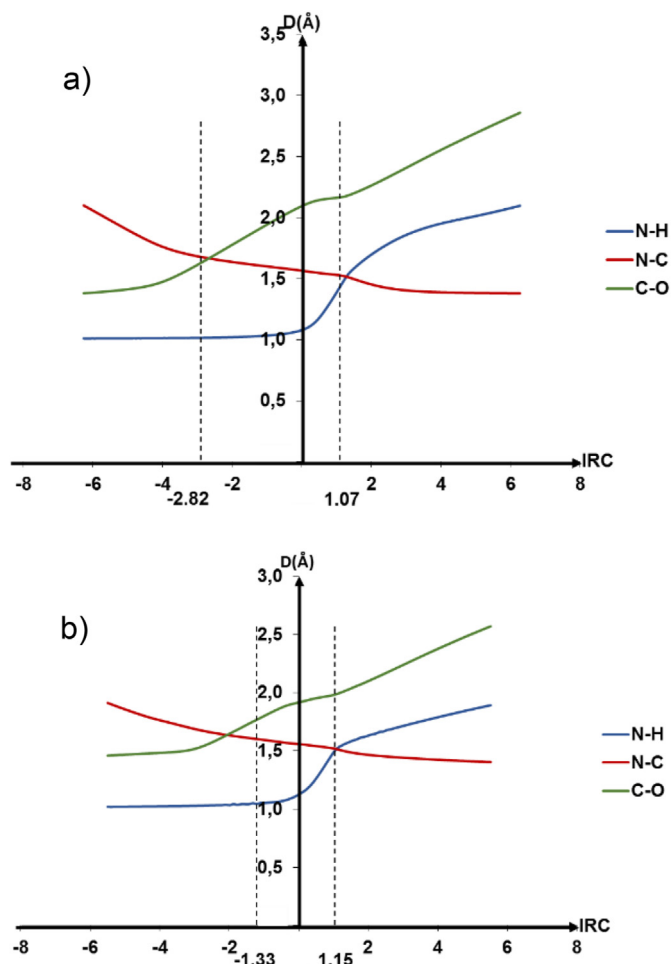 D(Å)
3,5
a)
3,0
2,5
2,0
1,5
1,0
0,5
N-H
N-C
C-O
IRC
-8 -6 -4 -2 2 4 6 8
-2.82 1.07
D(Å)
3,0
b)
2,5
2,0
1,5
1,0
0,5
N-H
N-C
C-O
IRC
-8 -6 -4 -2 2 4 6 8
-1.33 1.15